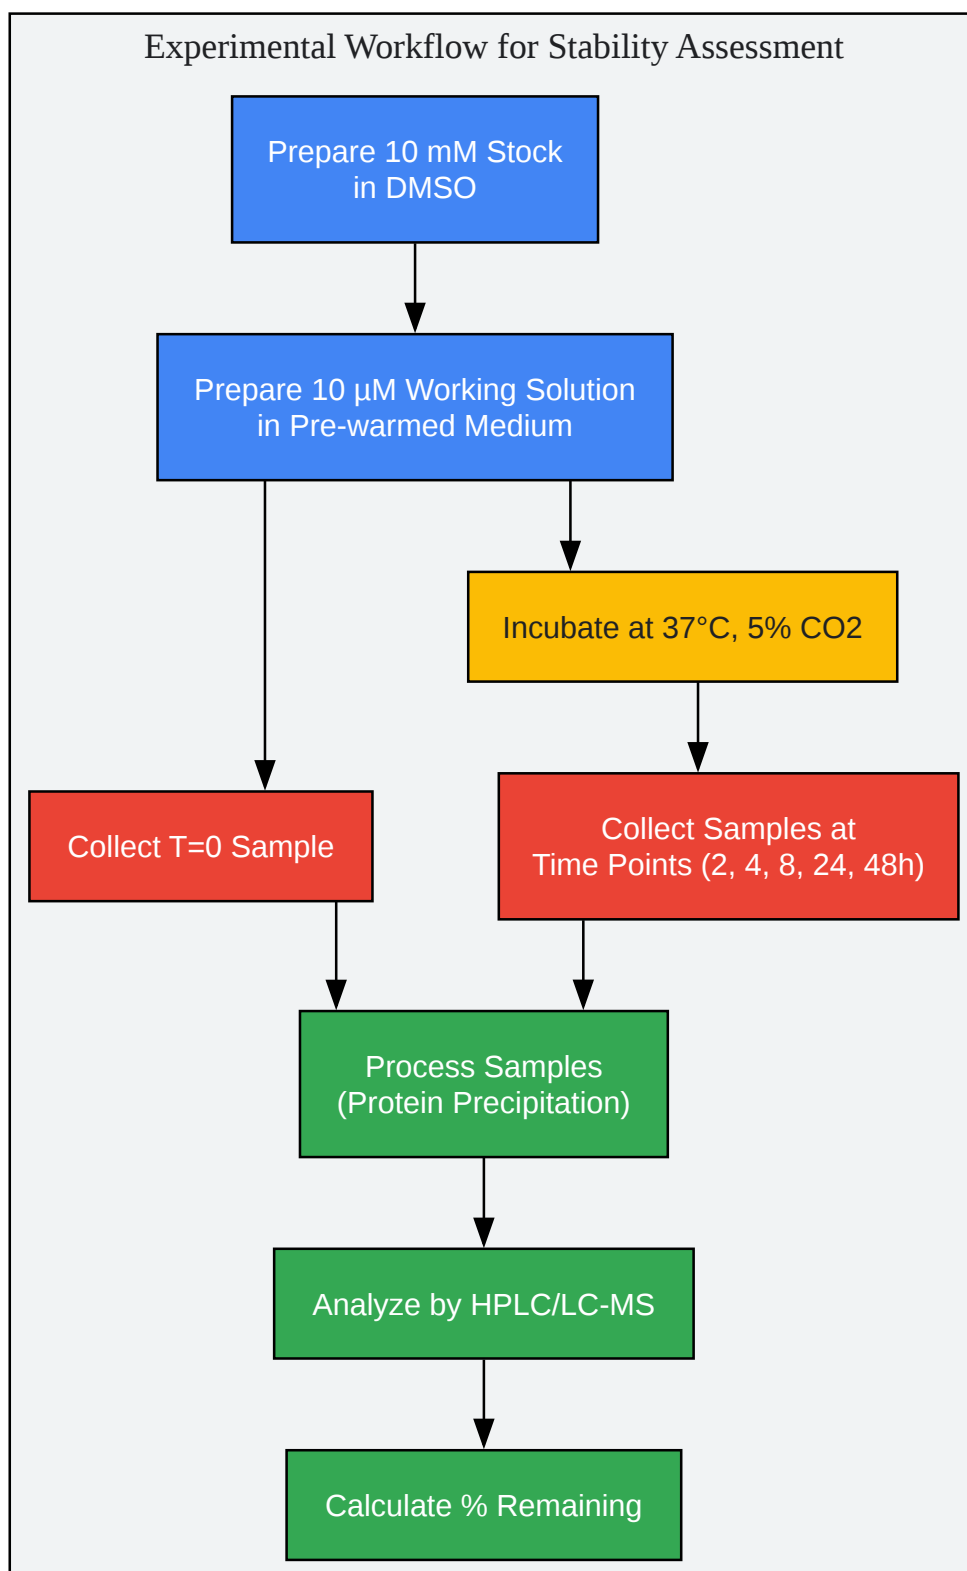 Experimental Workflow for Stability Assessment
Prepare 10 mM Stock
in DMSO
Prepare 10 µM Working Solution
in Pre-warmed Medium
Incubate at 37°C, 5% CO2
Collect T=0 Sample
Collect Samples at
Time Points (2, 4, 8, 24, 48h)
Process Samples
(Protein Precipitation)
Analyze by HPLC/LC-MS
Calculate % Remaining